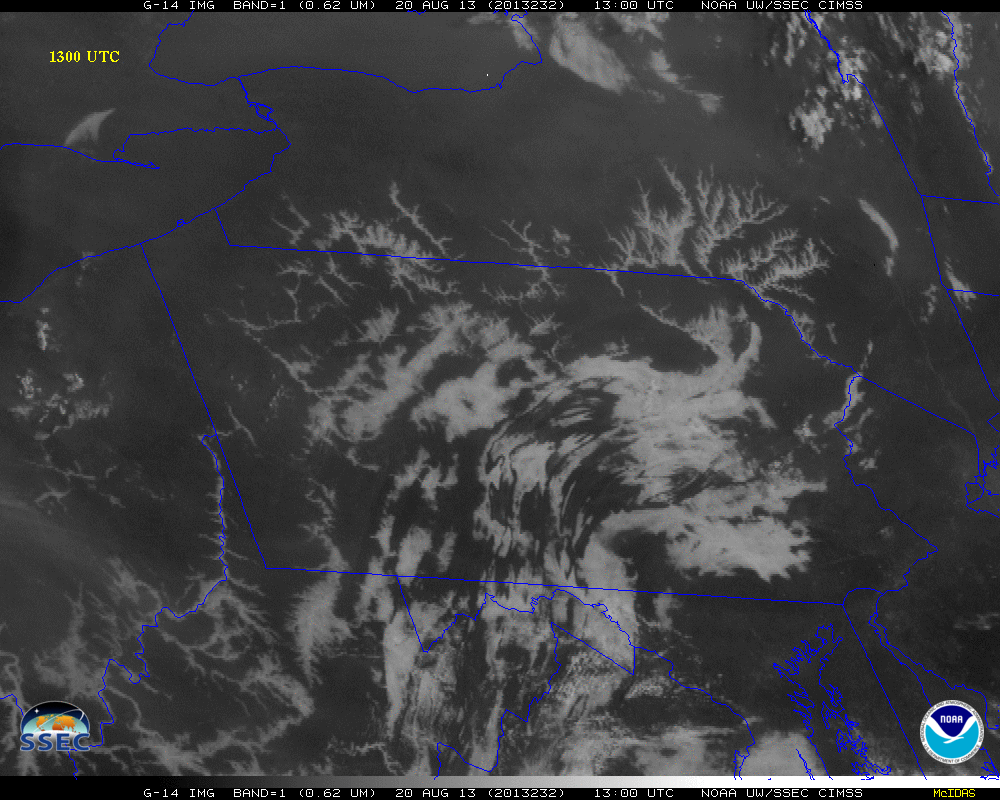 G-14 IMG BAND=1 (0.62 UM) 20 AUG 13 (2013232) 13:00 UTC NOAA UW/SSEC CIMSS
1300 UTC
SSEC
NOAA
G-14 IMG BAND=1 (0.62 UM) 20 AUG 13 (2013232) 13:00 UTC NOAA UW/SSEC CIMSS McIDAS